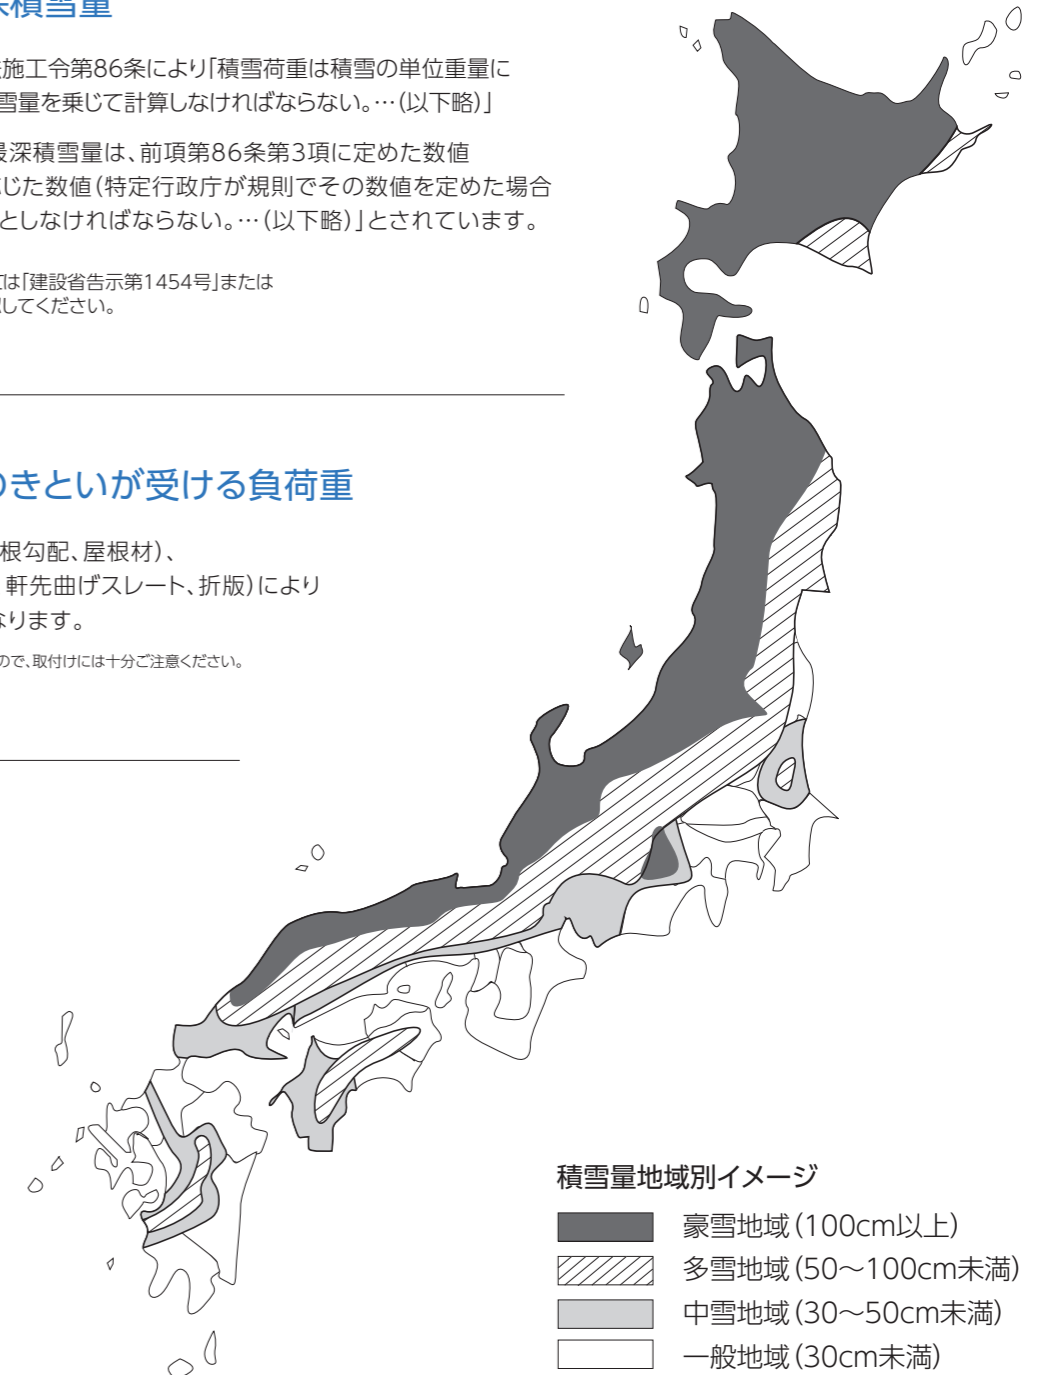 深積雪量
施工令第86条により「積雪荷重は積雪の単位重量に
雪量を乗じて計算しなければならない。…(以下略)」
最深積雪量は、前項第86条第3項に定めた数値
じた数値(特定行政庁が規則でその数値を定めた場合
としなければならない。…(以下略)」とされています。
は「建設省告示第1454号」または
してください。
のきといが受ける負荷重
根勾配、屋根材)、
軒先曲げスレート、折版)により
なります。
ので、取付けには十分ご注意ください。
積雪量地域別イメージ
豪雪地域(100cm以上)
多雪地域(50〜100cm未満)
中雪地域(30〜50cm未満)
一般地域(30cm未満)